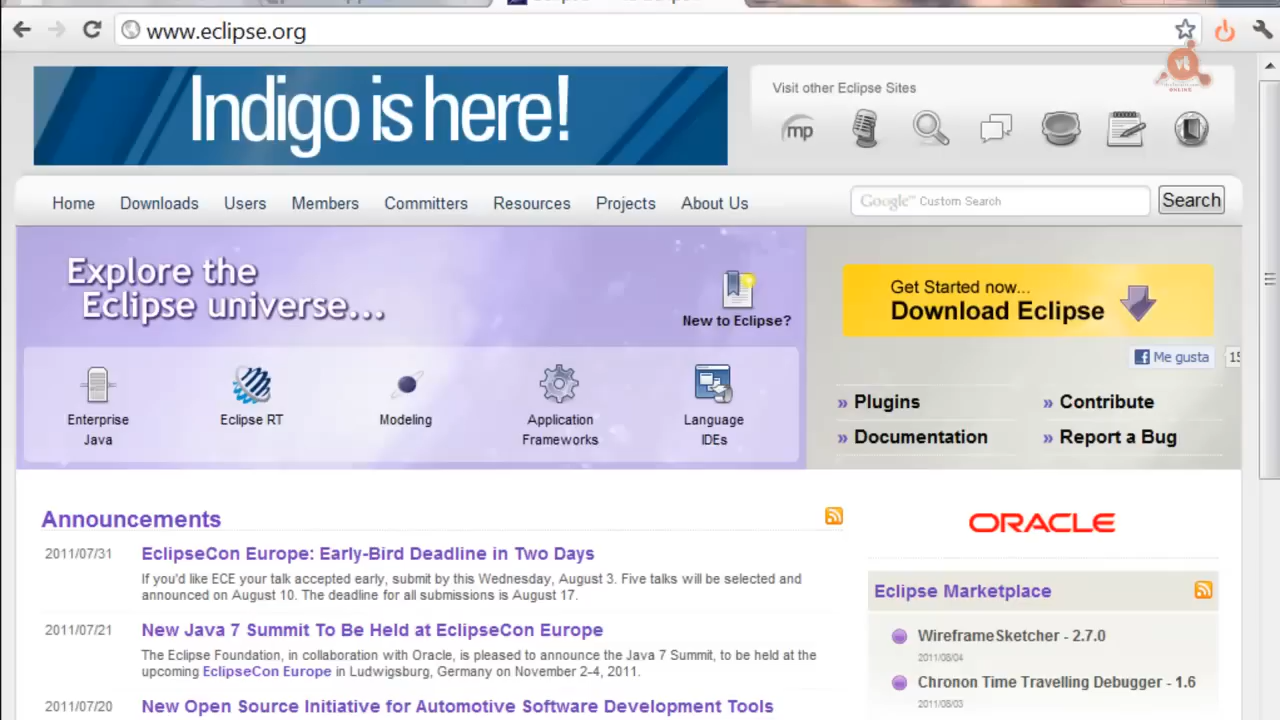 www.eclipse.org
Indigo is here!
Visit other Eclipse Sites
mp
vt
ONLINE
Home Downloads Users Members Committers Resources Projects About Us
Google™ Custom Search
Search
Explore the
Eclipse universe...
New to Eclipse?
Get Started now...
Download Eclipse
Me gusta
15
Enterprise
Java
Eclipse RT
Modeling
Application
Frameworks
Language
IDEs
» Plugins
» Contribute
» Documentation
» Report a Bug
Announcements
2011/07/31 EclipseCon Europe: Early-Bird Deadline in Two Days
If you'd like ECE your talk accepted early, submit by this Wednesday, August 3. Five talks will be selected and
announced on August 10. The deadline for all submissions is August 17.
2011/07/21 New Java 7 Summit To Be Held at EclipseCon Europe
The Eclipse Foundation, in collaboration with Oracle, is pleased to announce the Java 7 Summit, to be held at the
upcoming EclipseCon Europe in Ludwigsburg, Germany on November 2-4, 2011.
2011/07/20 New Open Source Initiative for Automotive Software Development Tools
ORACLE
Eclipse Marketplace
WireframeSketcher - 2.7.0
2011/08/04
Chronon Time Travelling Debugger - 1.6
2011/08/03